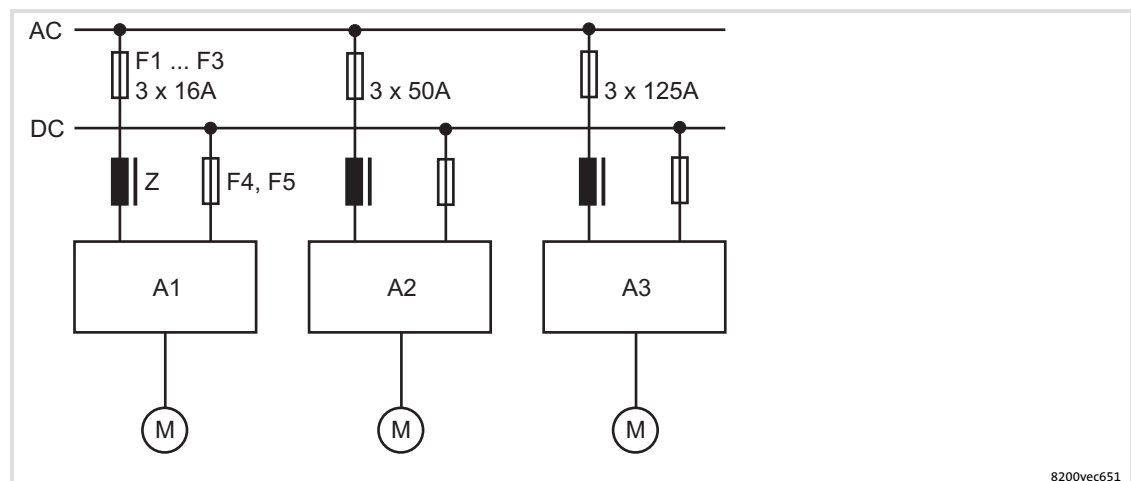 AC
F1 ... F3
3 x 16A
3 x 50A
3 x 125A
DC
Z
F4, F5
A1
A2
A3
M
M
M
8200vec651